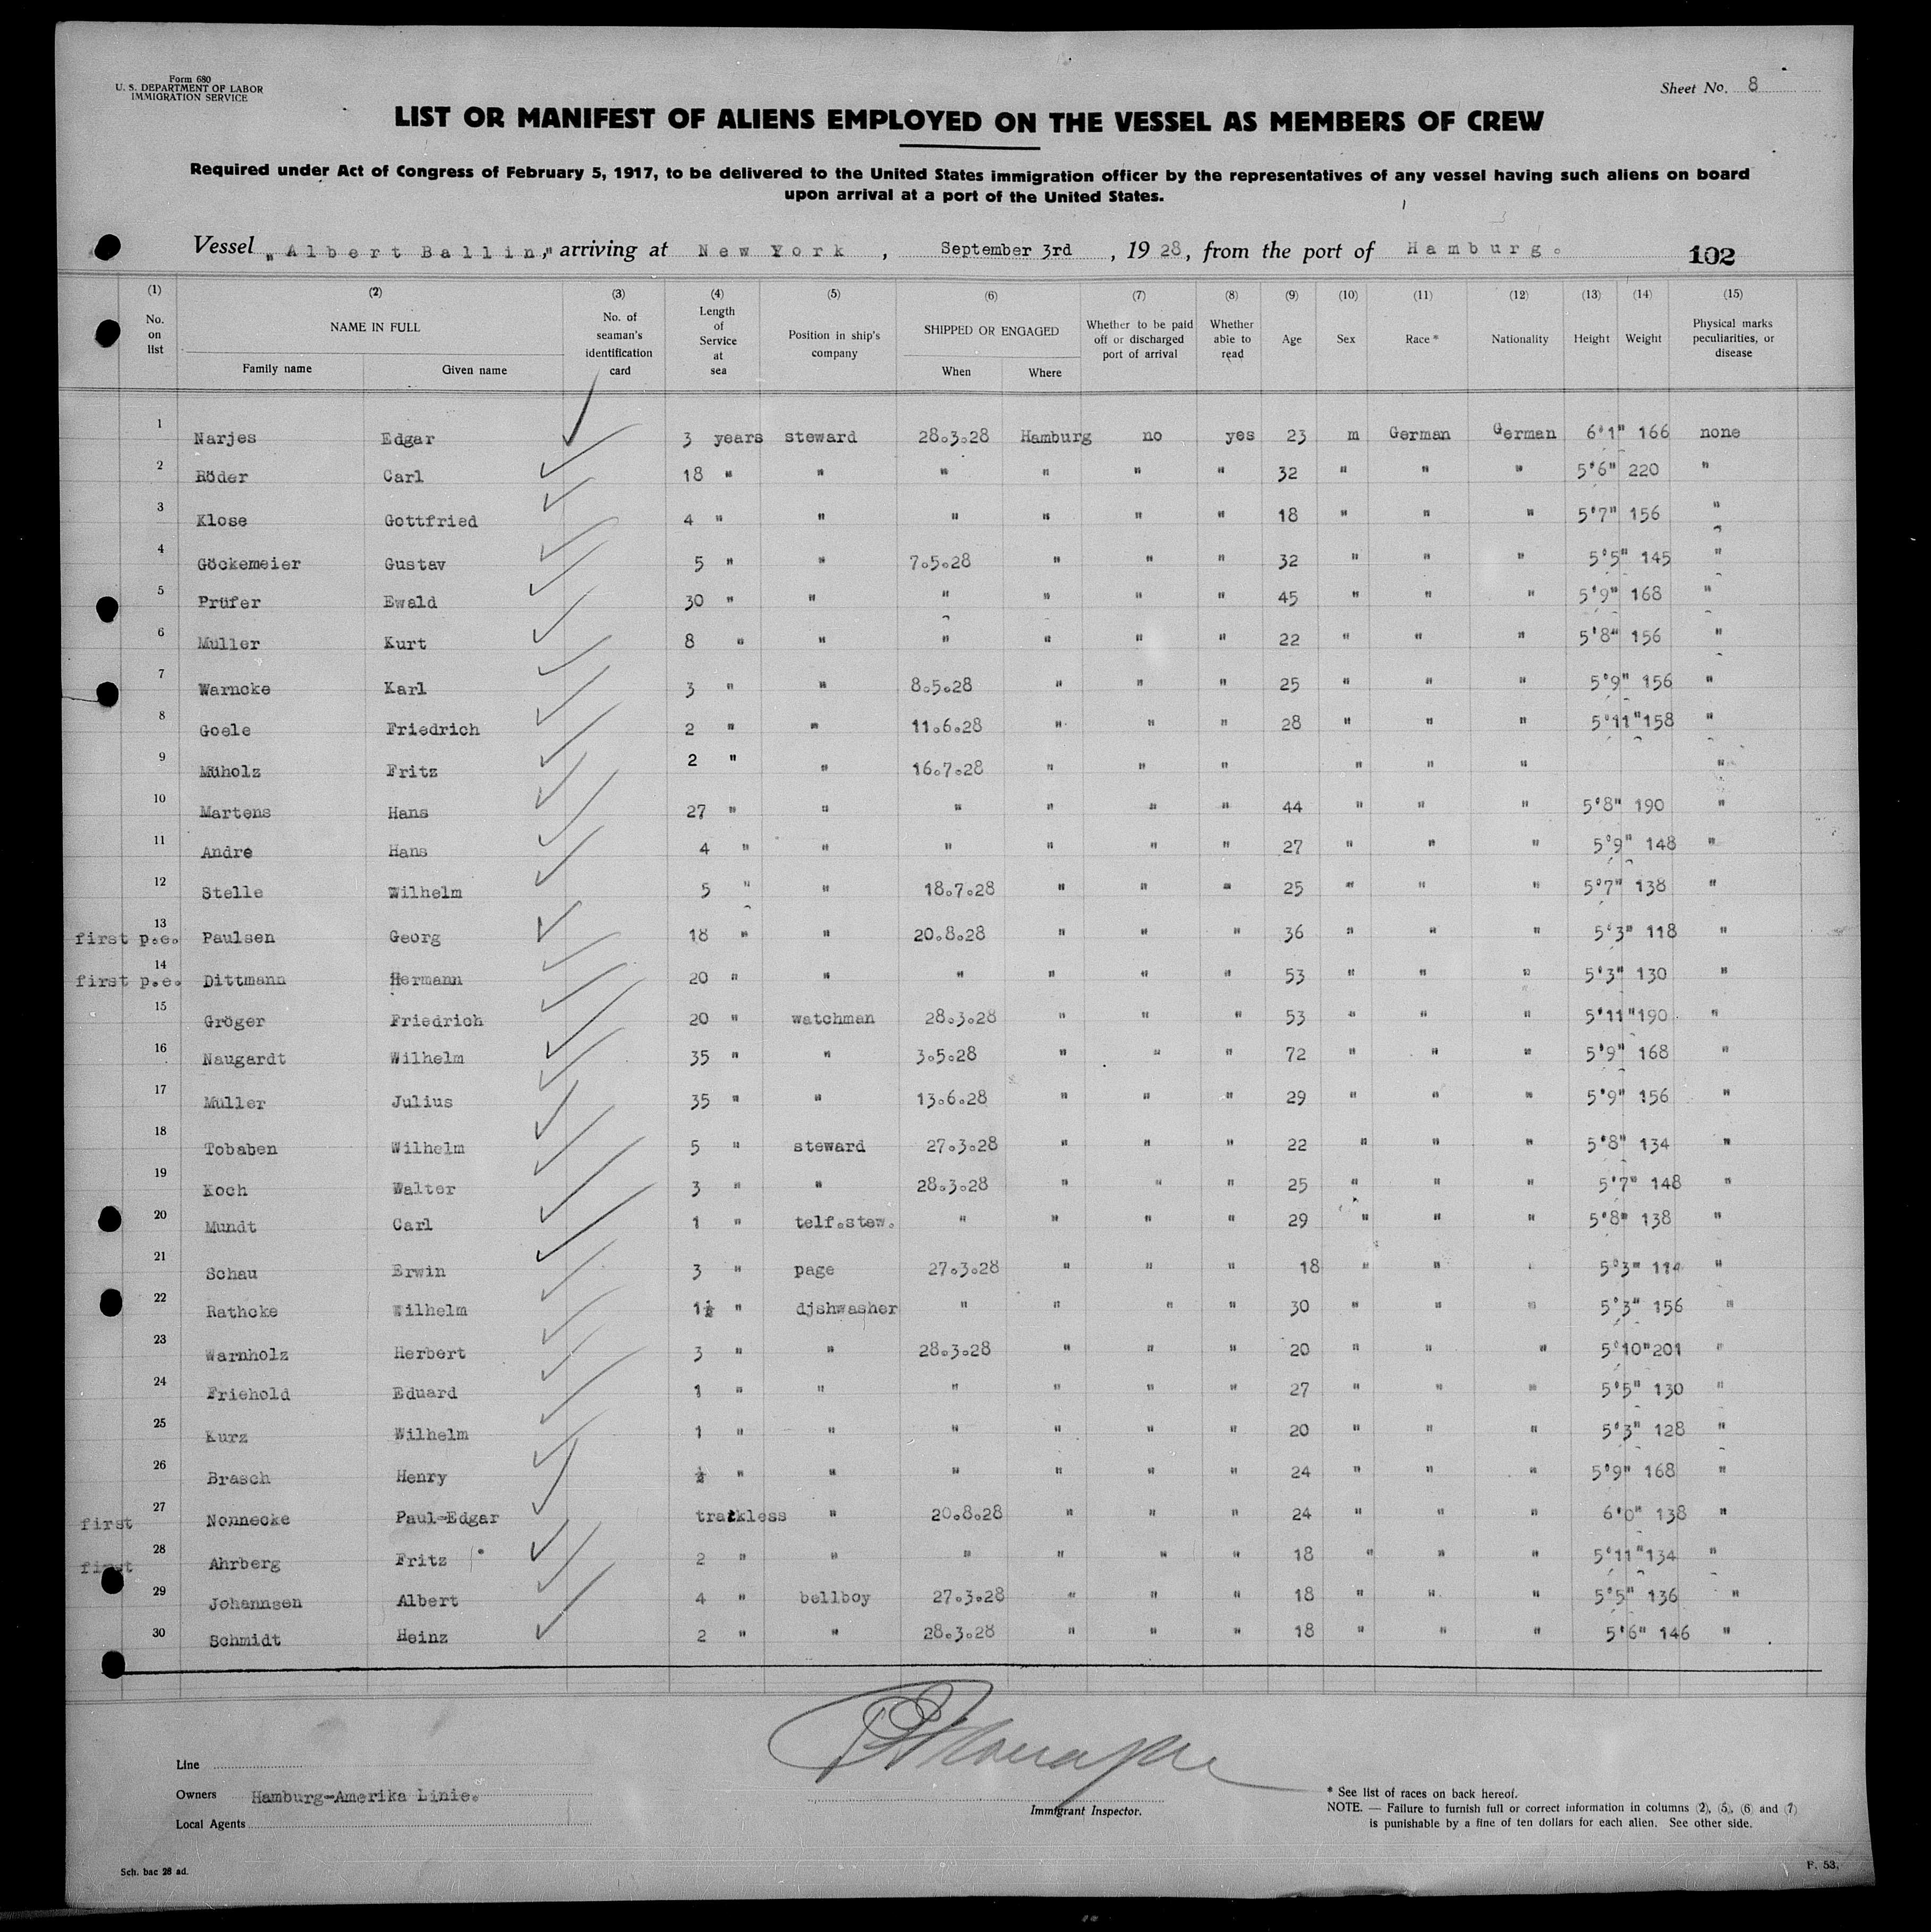 Form 680
U. S. DEPARTMENT OF LABOR
IMMIGRATION SERVICE
Sheet No. 8
LIST OR MANIFEST OF ALIENS EMPLOYED ON THE VESSEL AS MEMBERS OF CREW
Required under Act of Congress of February 5, 1917, to be delivered to the United States immigration officer by the representatives of any vessel having such aliens on board
upon arrival at a port of the United States.
Vessel „Albert Ballin," arriving at New York, September 3rd, 1928, from the port of Hamburg. 102
(1) (2) (3) (4) (5) (6) (7) (8) (9) (10) (11) (12) (13) (14) (15)
No. on list NAME IN FULL Family name Given name No. of seaman's identification card Length of Service at sea Position in ship's company SHIPPED OR ENGAGED When Where Whether to be paid off or discharged port of arrival Whether able to read Age Sex Race * Nationality Height Weight Physical marks peculiarities, or disease
1 Narjes Edgar 3 years steward 28.3.28 Hamburg no yes 23 m German German 6'1" 166 none
2 Röder Carl 18 " " " " " " 32 " " " 5'6" 220 "
3 Klose Gottfried 4 " " " " " " 18 " " " 5'7" 156 "
4 Göckemeier Gustav 5 " " 7.5.28 " " " 32 " " " 5'5" 145 "
5 Prüfer Ewald 30 " " " " " " 45 " " " 5'9" 168 "
6 Müller Kurt 8 " " " " " " 22 " " " 5'8" 156 "
7 Warncke Karl 3 " " 8.5.28 " " " 25 " " " 5'9" 156 "
8 Goele Friedrich 2 " " 11.6.28 " " " 28 " " " 5'11" 158 "
9 Müholz Fritz 2 " " 16.7.28 " " " " " " "
10 Martens Hans 27 " " " " " " 44 " " " 5'8" 190 "
11 Andre Hans 4 " " " " " " 27 " " " 5'9" 148 "
12 Stelle Wilhelm 5 " " 18.7.28 " " " 25 " " " 5'7" 138 "
first p.e. 13 Paulsen Georg 18 " " 20.8.28 " " " 36 " " " 5'3" 118 "
first p.e. 14 Dittmann Hermann 20 " " " " " " 53 " " " 5'3" 130 "
15 Gröger Friedrich 20 " watchman 28.3.28 " " " 53 " " " 5'11" 190 "
16 Naugardt Wilhelm 35 " " 3.5.28 " " " 72 " " " 5'9" 168 "
17 Müller Julius 35 " " 13.6.28 " " " 29 " " " 5'9" 156 "
18 Tobaben Wilhelm 5 " steward 27.3.28 " " " 22 " " " 5'8" 134 "
19 Koch Walter 3 " " 28.3.28 " " " 25 " " " 5'7" 148 "
20 Mundt Carl 1 " telf.stew. " " " " 29 " " " 5'8" 138 "
21 Schau Erwin 3 " page 27.3.28 " " " 18 " " " 5'3" 114 "
22 Rathcke Wilhelm 1½ " djshwasher " " " " 30 " " " 5'3" 156 "
23 Warnholz Herbert 3 " " 28.3.28 " " " 20 " " " 5'10" 201 "
24 Friehold Eduard 1 " " " " " " 27 " " " 5'5" 130 "
25 Kurz Wilhelm 1 " " " " " " 20 " " " 5'3" 128 "
26 Brasch Henry ½ " " " " " " 24 " " " 5'9" 168 "
first 27 Nonnecke Paul-Edgar " 20.8.28 " " " 24 " " " 6'0" 138 "
first 28 Ahrberg Fritz 2 " " " " " " 18 " " " 5'11" 134 "
29 Johannsen Albert 4 " bellboy 27.3.28 " " " 18 " " " 5'5" 136 "
30 Schmidt Heinz 2 " " 28.3.28 " " " 18 " " " 5'6" 146 "
Line
Owners Hamburg-Amerika Linie.
Local Agents
Immigrant Inspector.
* See list of races on back hereof.
NOTE. — Failure to furnish full or correct information in columns (2), (5), (6) and (7)
is punishable by a fine of ten dollars for each alien. See other side.
Sch. bac 28 ad.
F. 53.